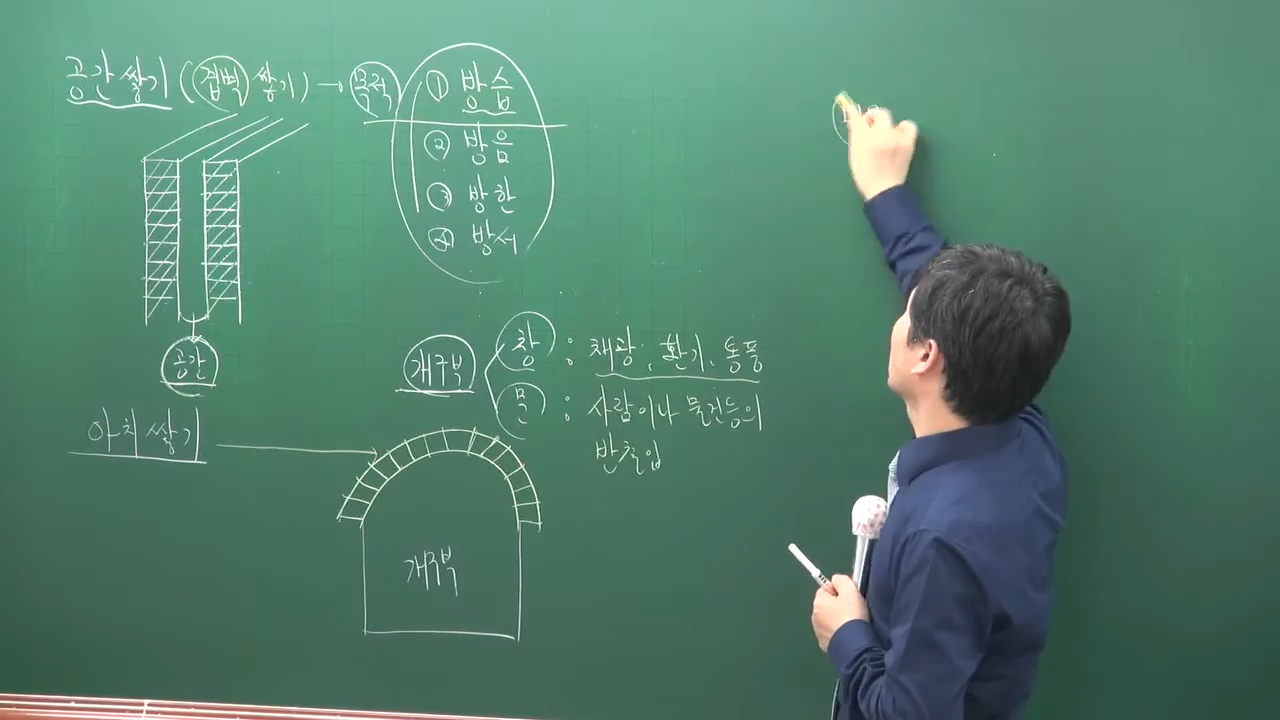 공간쌓기 (겹벽 쌓기) → 목적
① 방습
② 방음
③ 방한
④ 방서
공간
개구부
창 : 채광, 환기, 통풍
문 : 사람이나 물건등의
반출입
아치쌓기
개구부